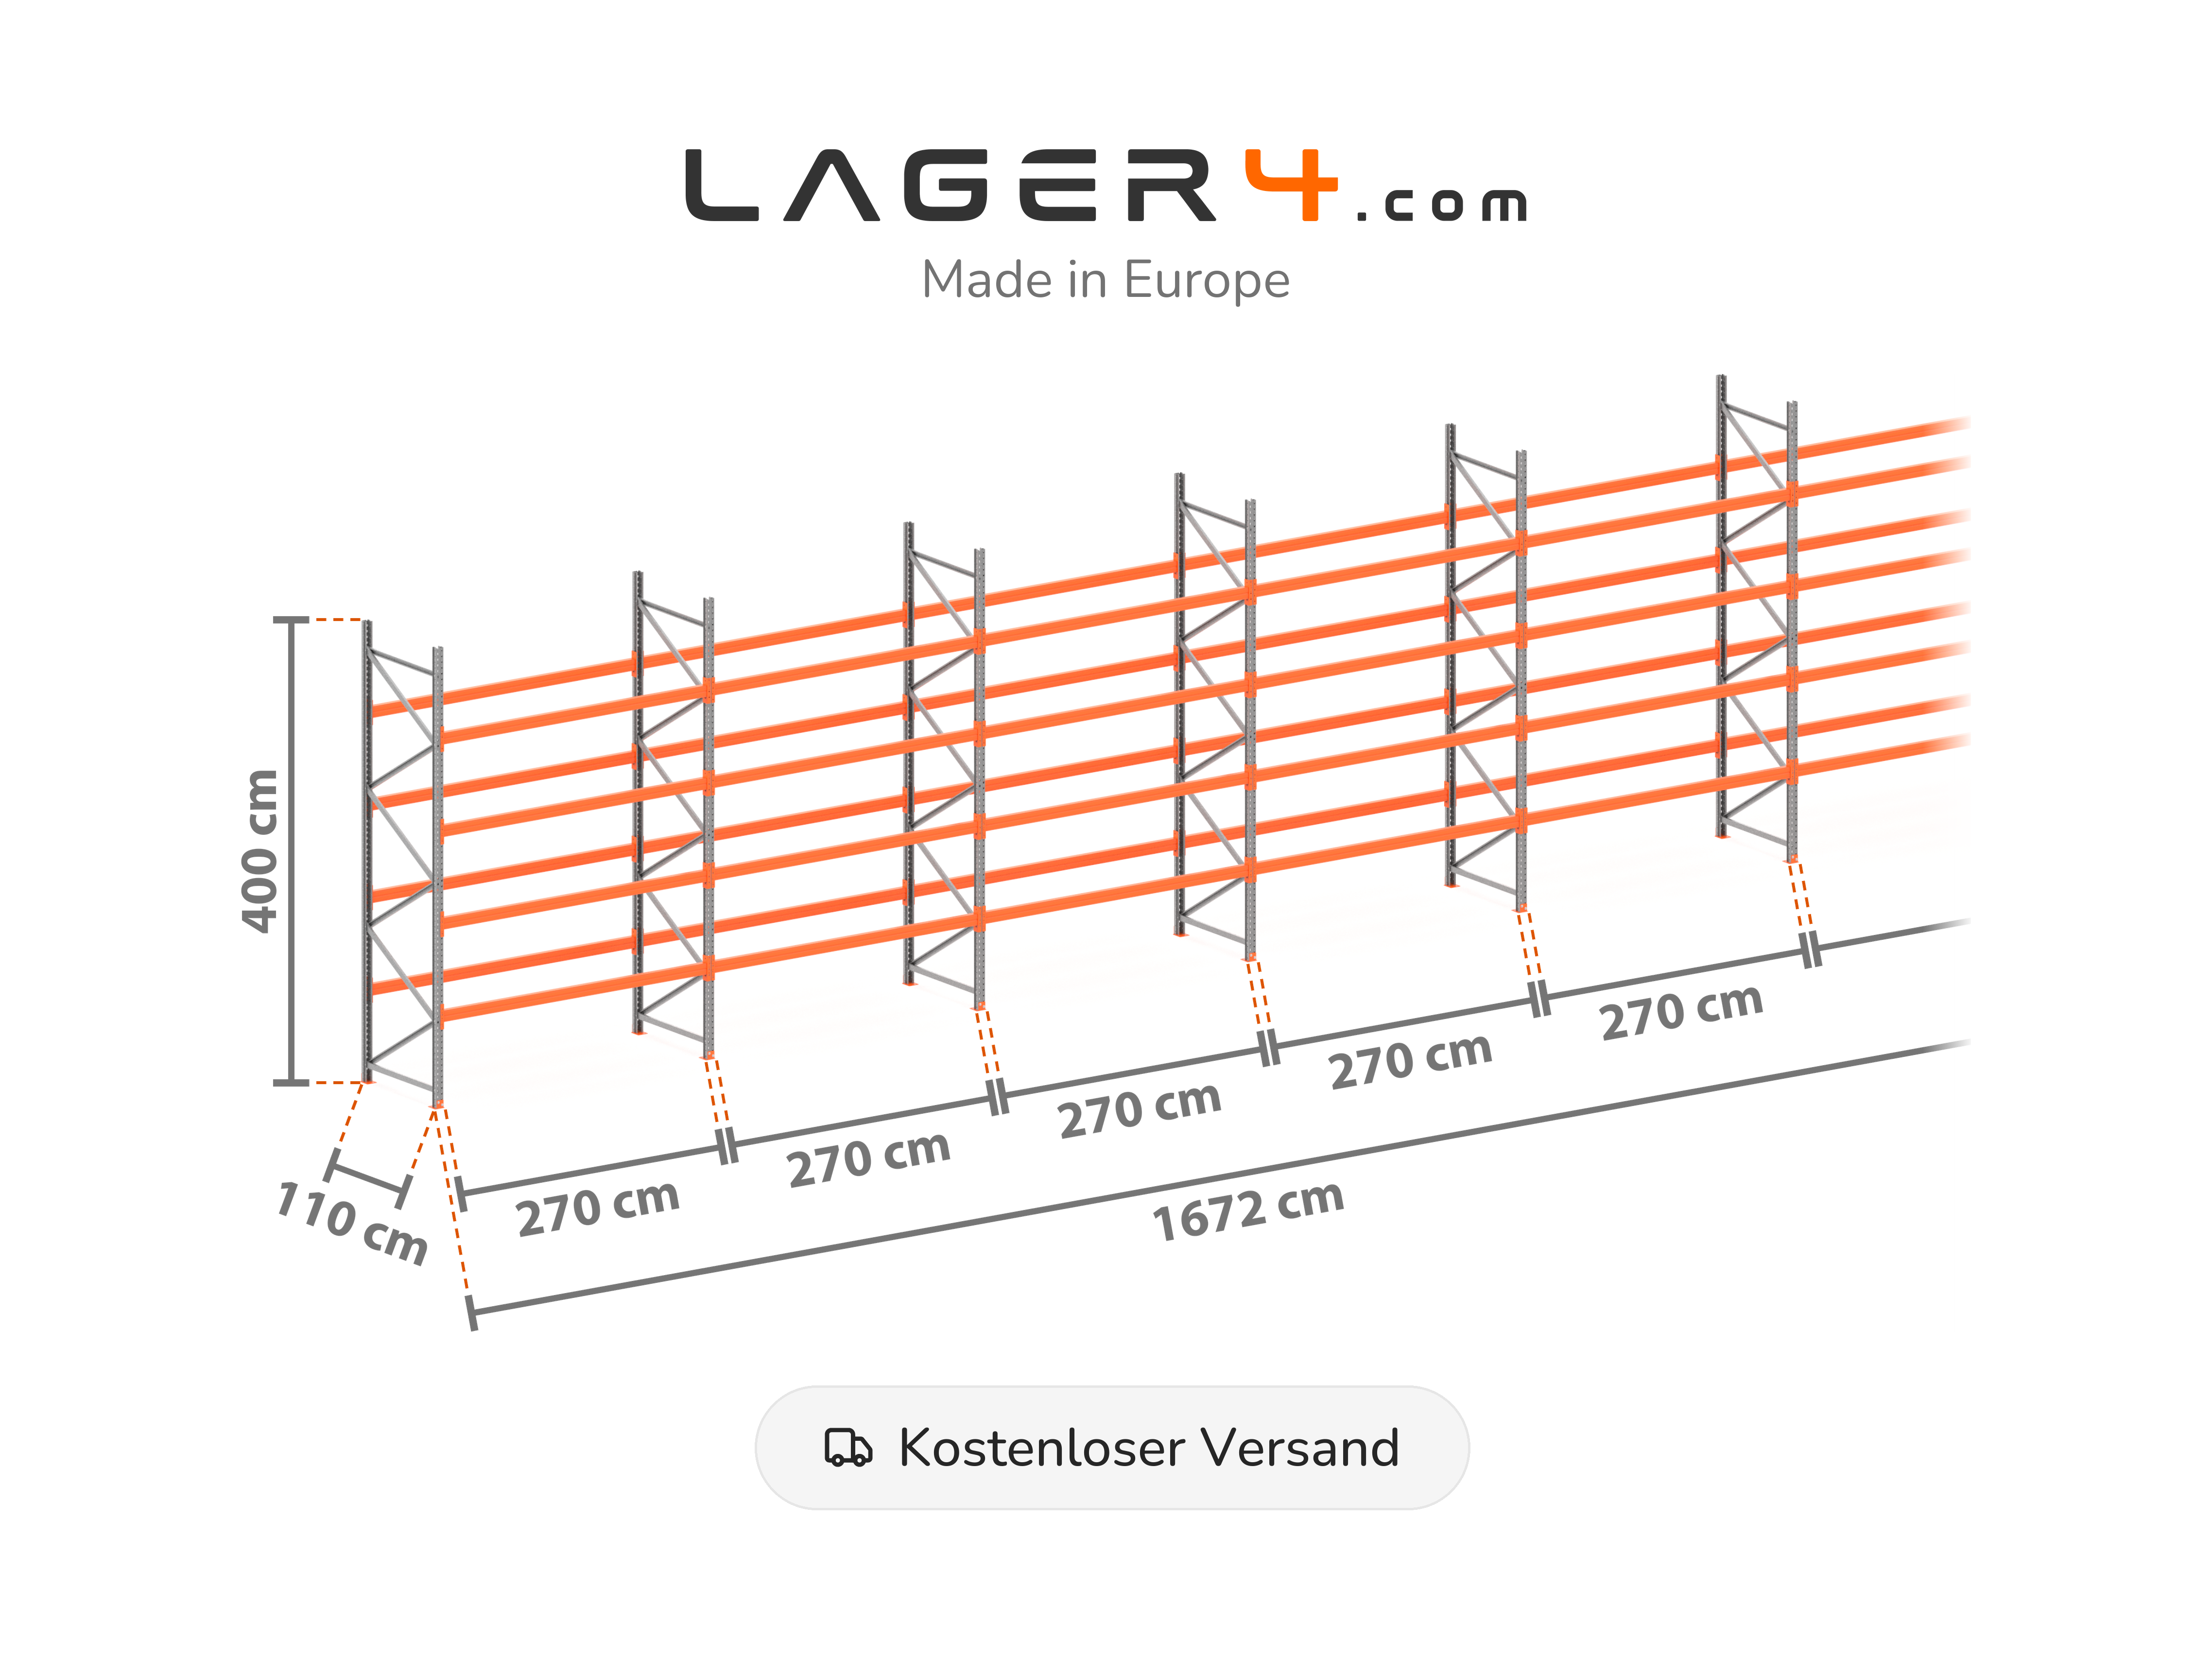 LAGER4.com
Made in Europe
400 cm
110 cm
270 cm
270 cm
270 cm
270 cm
270 cm
1672 cm
Kostenloser Versand